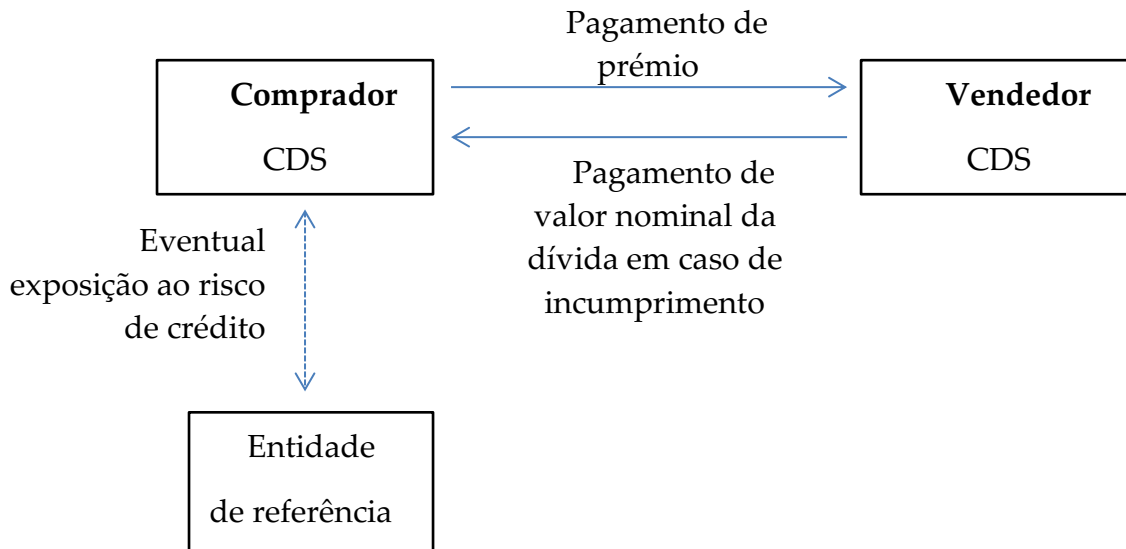 Pagamento de
prémio
Comprador
CDS
Vendedor
CDS
Pagamento de
valor nominal da
dívida em caso de
incumprimento
Eventual
exposição ao risco
de crédito
Entidade
de referência